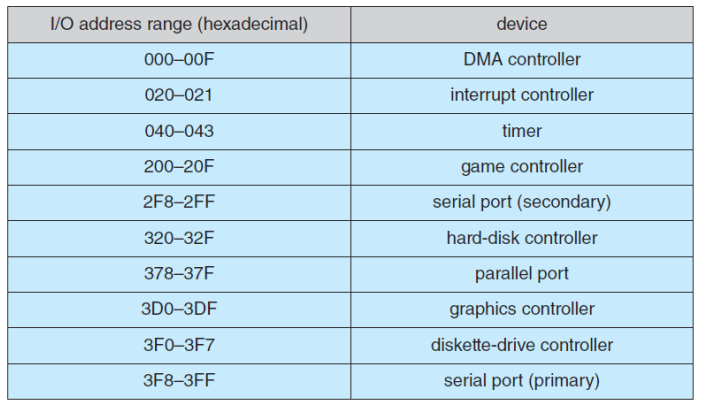 I/O address range (hexadecimal) device
000–00F DMA controller
020–021 interrupt controller
040–043 timer
200–20F game controller
2F8–2FF serial port (secondary)
320–32F hard-disk controller
378–37F parallel port
3D0–3DF graphics controller
3F0–3F7 diskette-drive controller
3F8–3FF serial port (primary)